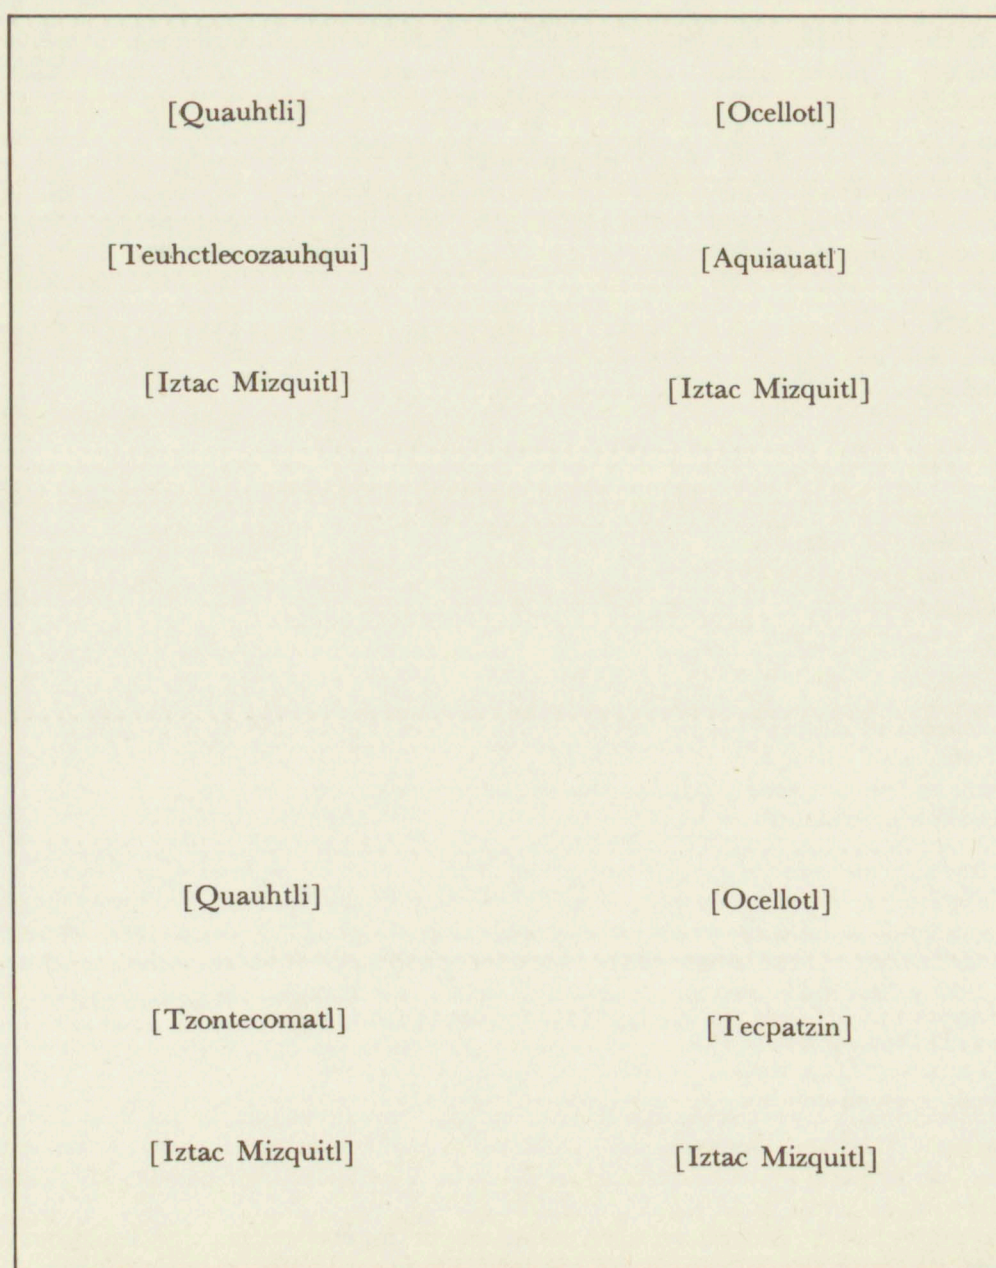 [Quauhtli] [Ocellotl]
[Teuhctlecozauhqui] [Aquiauatl]
[Iztac Mizquitl] [Iztac Mizquitl]
[Quauhtli] [Ocellotl]
[Tzontecomatl] [Tecpatzin]
[Iztac Mizquitl] [Iztac Mizquitl]